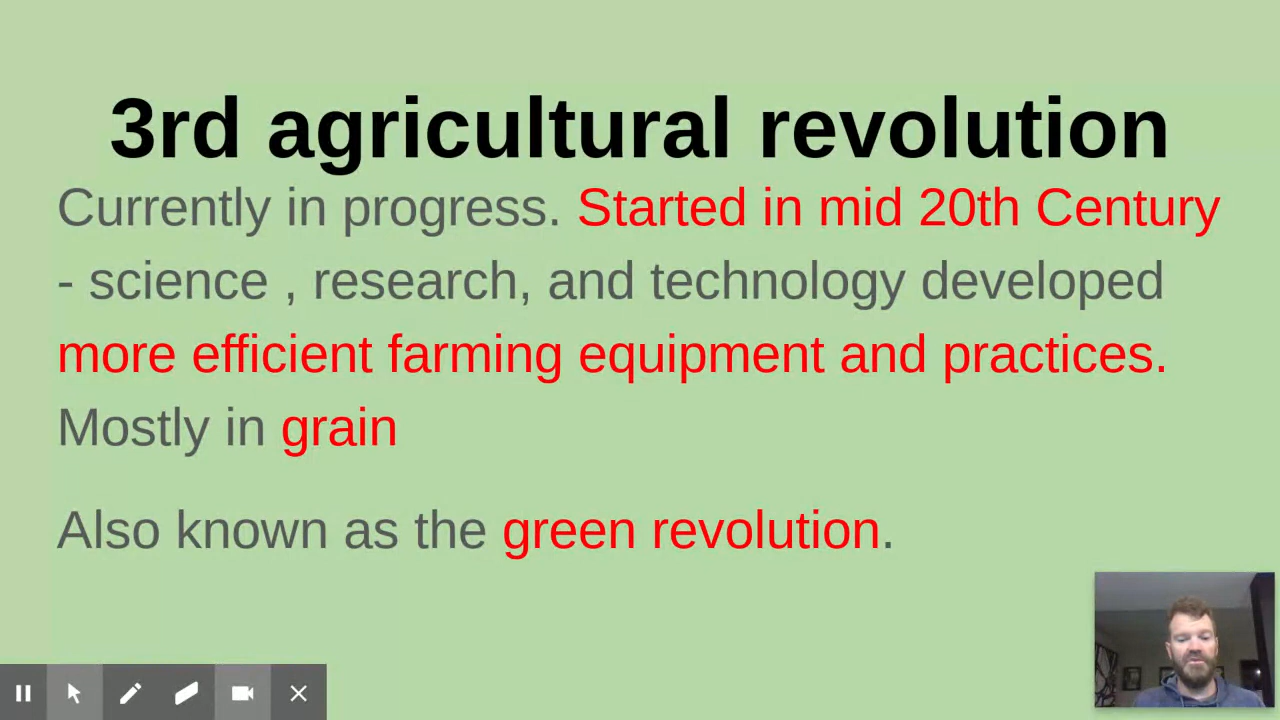 3rd agricultural revolution
Currently in progress. Started in mid 20th Century
- science , research, and technology developed
more efficient farming equipment and practices.
Mostly in grain
Also known as the green revolution.